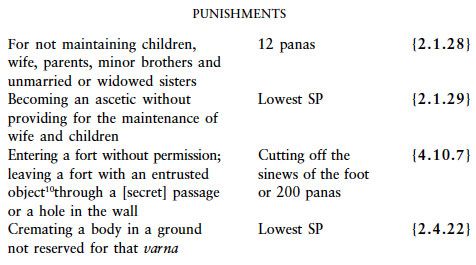 PUNISHMENTS
For not maintaining children, 12 panas {2.1.28}
wife, parents, minor brothers and
unmarried or widowed sisters
Becoming an ascetic without Lowest SP {2.1.29}
providing for the maintenance of
wife and children
Entering a fort without permission; Cutting off the {4.10.7}
leaving a fort with an entrusted sinews of the foot
object¹⁰through a [secret] passage or 200 panas
or a hole in the wall
Cremating a body in a ground Lowest SP {2.4.22}
not reserved for that varna